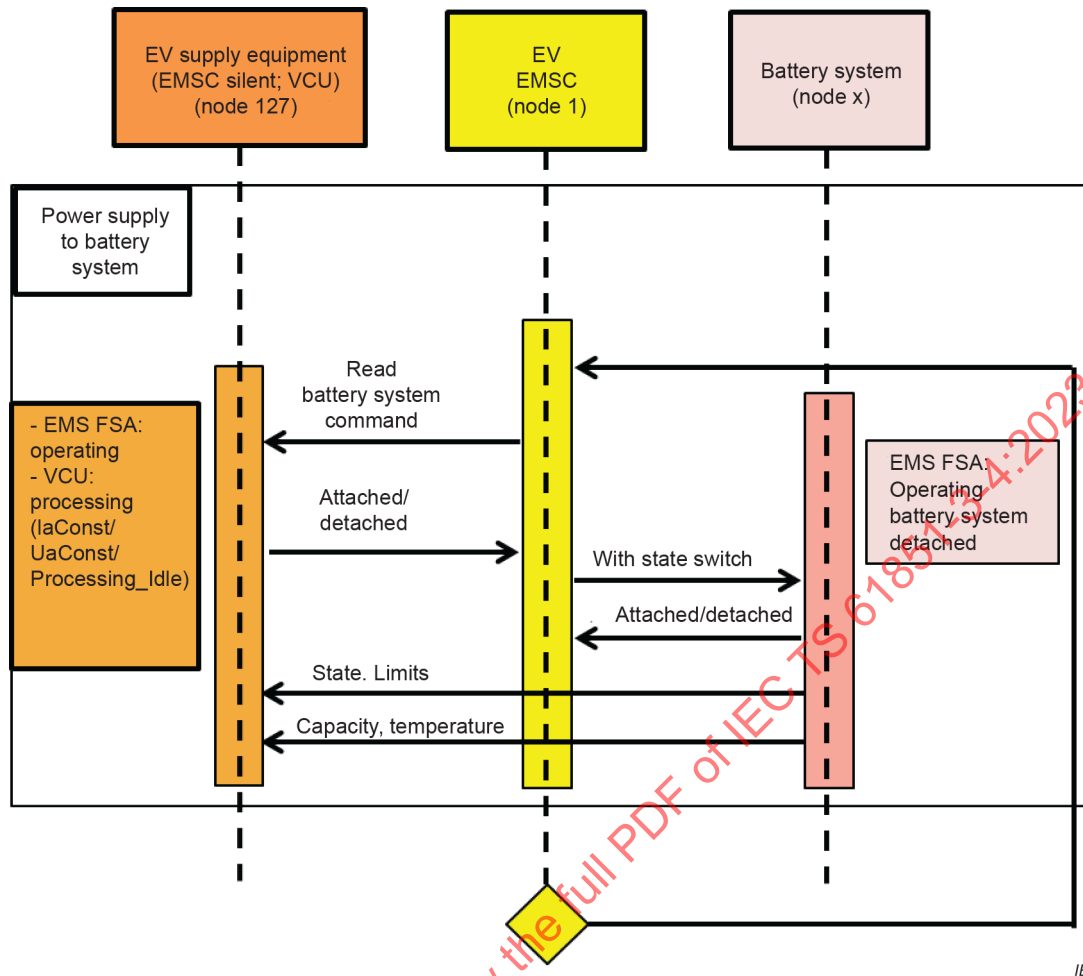 EV supply equipment
(EMSC silent; VCU)
(node 127)
EV
EMSC
(node 1)
Battery system
(node x)
Power supply
to battery
system
Read
battery system
command
- EMS FSA:
operating
- VCU:
processing
(IaConst/
UaConst/
Processing_Idle)
Attached/
detached
EMS FSA:
Operating
battery system
detached
With state switch
Attached/detached
State. Limits
Capacity, temperature
the full PDF of IEC TS 61851-3-4:2023